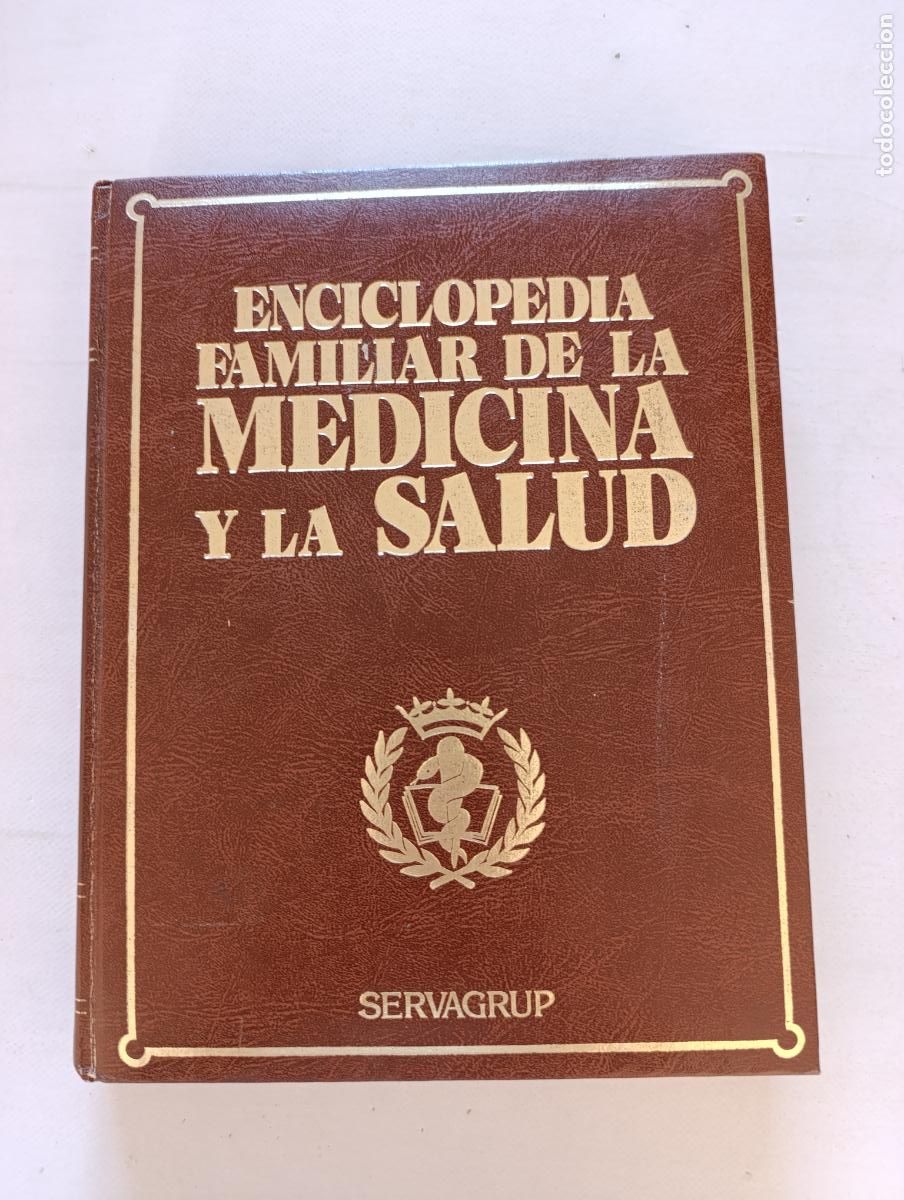 ENCICLOPEDIA
FAMILIAR DE LA
MEDICINA
Y LA SALUD
SERVAGRUP
todocoleccion